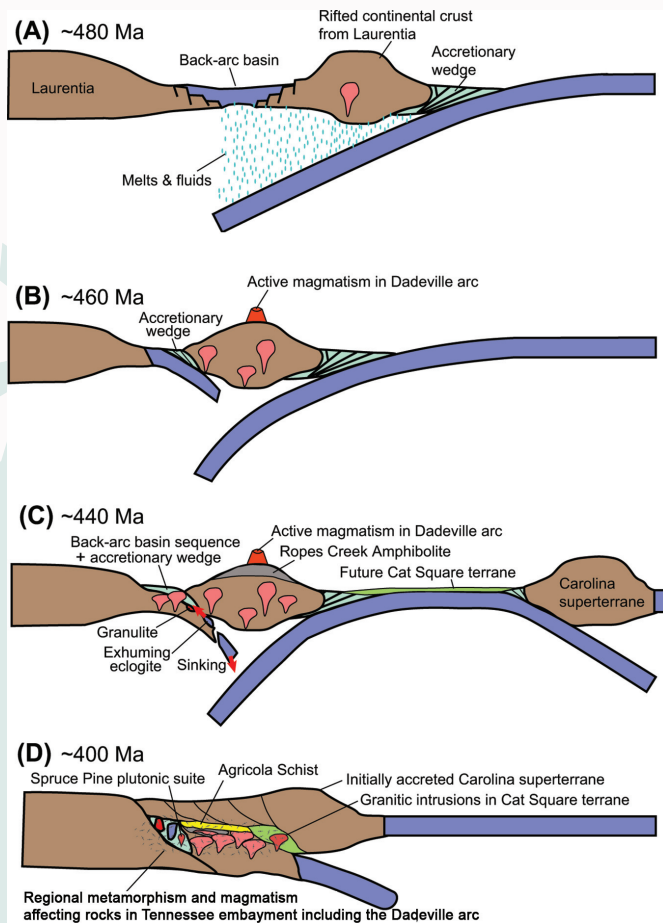 (A) ~480 Ma
Rifted continental crust
from Laurentia
Back-arc basin
Accretionary
wedge
Laurentia
Melts & fluids
(B) ~460 Ma
Active magmatism in Dadeville arc
Accretionary
wedge
(C) ~440 Ma
Active magmatism in Dadeville arc
Back-arc basin sequence
+ accretionary wedge
Ropes Creek Amphibolite
Future Cat Square terrane
Carolina
superterrane
Granulite
Exhuming
eclogite
Sinking
(D) ~400 Ma
Spruce Pine plutonic suite
Agricola Schist
Initially accreted Carolina superterrane
Granitic intrusions in Cat Square terrane
Regional metamorphism and magmatism
affecting rocks in Tennessee embayment including the Dadeville arc